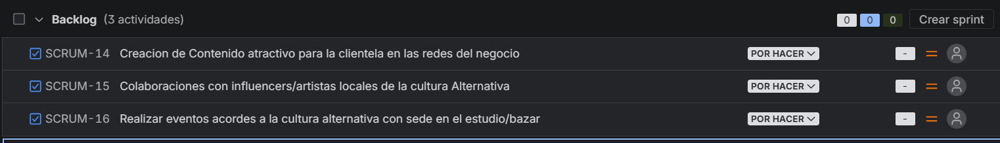 Backlog (3 actividades) 0 0 0 Crear sprint
SCRUM-14 Creacion de Contenido atractivo para la clientela en las redes del negocio POR HACER -
SCRUM-15 Colaboraciones con influencers/artistas locales de la cultura Alternativa POR HACER -
SCRUM-16 Realizar eventos acordes a la cultura alternativa con sede en el estudio/bazar POR HACER -